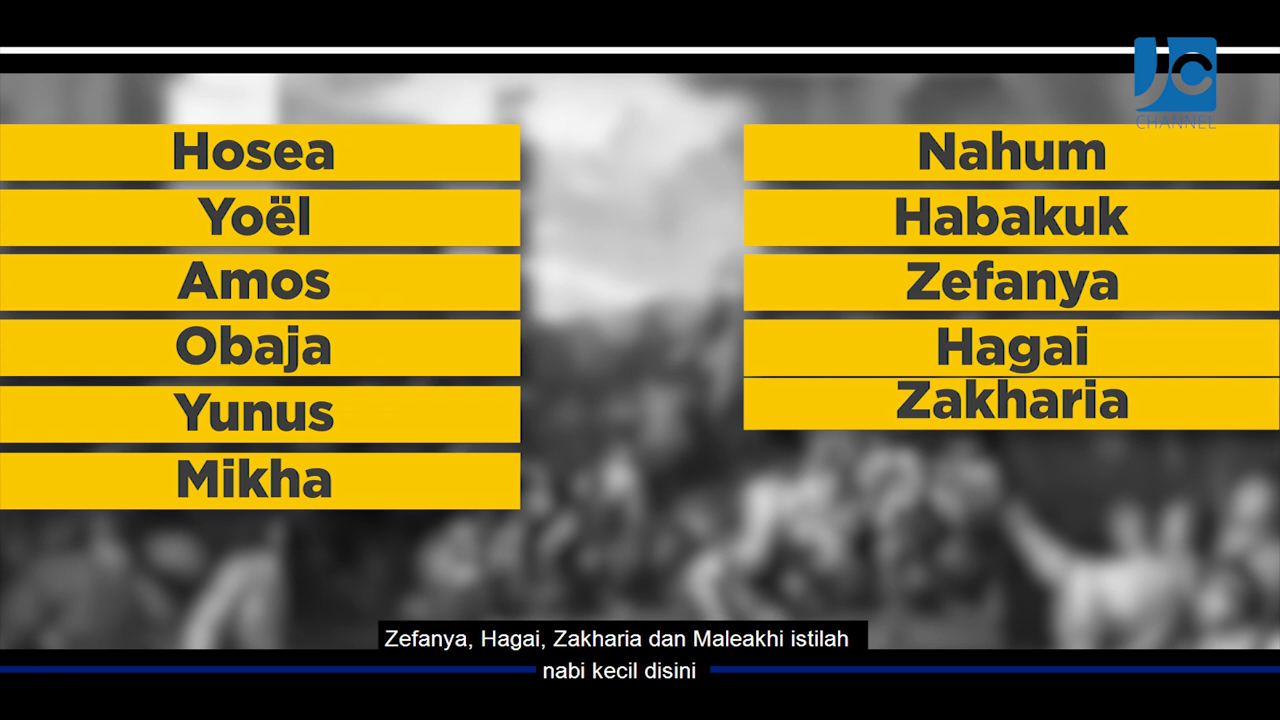 JC
CHANNEL
Hosea
Yoël
Amos
Obaja
Yunus
Mikha
Nahum
Habakuk
Zefanya
Hagai
Zakharia
Zefanya, Hagai, Zakharia dan Maleakhi istilah
nabi kecil disini